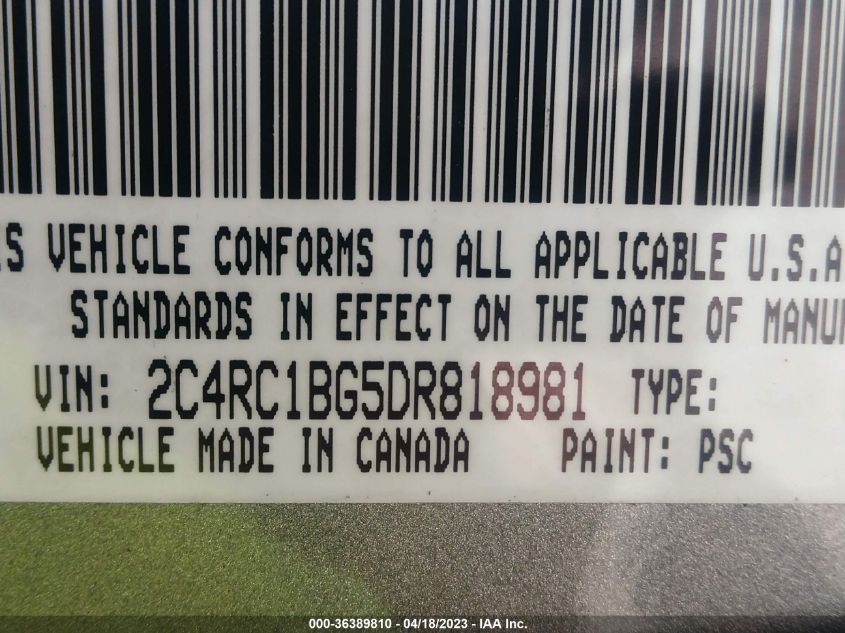 S VEHICLE CONFORMS TO ALL APPLICABLE U.S.A
STANDARDS IN EFFECT ON THE DATE OF MANU
VIN: 2C4RC1BG5DR818981 TYPE:
VEHICLE MADE IN CANADA PAINT: PSC
000-36389810 - 04/18/2023 - IAA Inc.